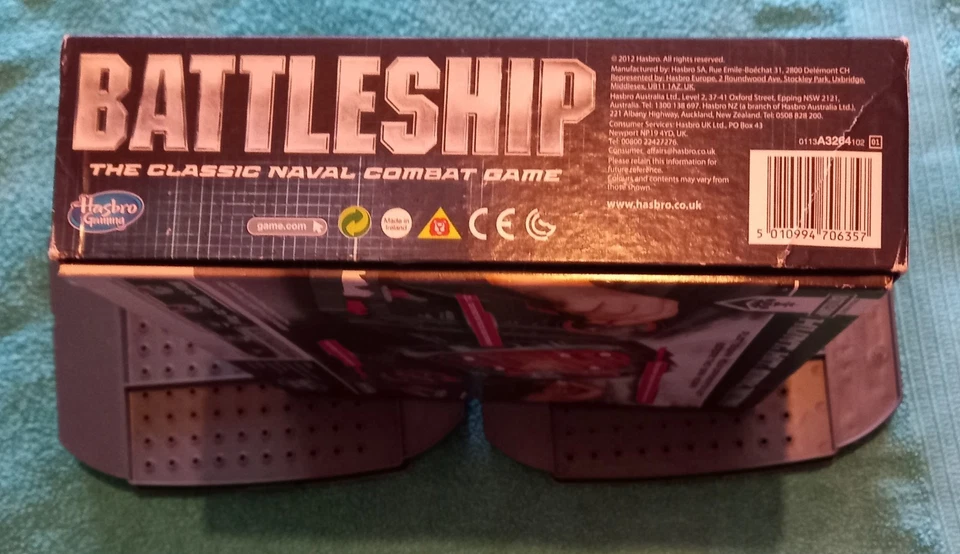 BATTLESHIP
THE CLASSIC NAVAL COMBAT GAME
Hasbro
Gaming
game.com
Made in
Ireland
CE
© 2012 Hasbro. All rights reserved.
Manufactured by: Hasbro SA, Rue Emile-Boéchat 31, 2800 Delémont CH
Represented by: Hasbro Europe, 2 Roundwood Ave, Stockley Park, Uxbridge,
Middlesex, UB11 1AZ. UK.
Hasbro Australia Ltd., Level 2, 37-41 Oxford Street, Epping NSW 2121,
Australia. Tel: 1300 138 697. Hasbro NZ (a branch of Hasbro Australia Ltd.),
221 Albany Highway, Auckland, New Zealand. Tel: 0508 828 200.
Consumer Services: Hasbro UK Ltd., PO Box 43
Newport NP19 4YD, UK.
Tel: 00800 22427276.
Consumer_affairs@hasbro.co.uk
Please retain this information for
future reference.
Colours and contents may vary from
those shown.
www.hasbro.co.uk
0113A3264102 01
5 010994 706357